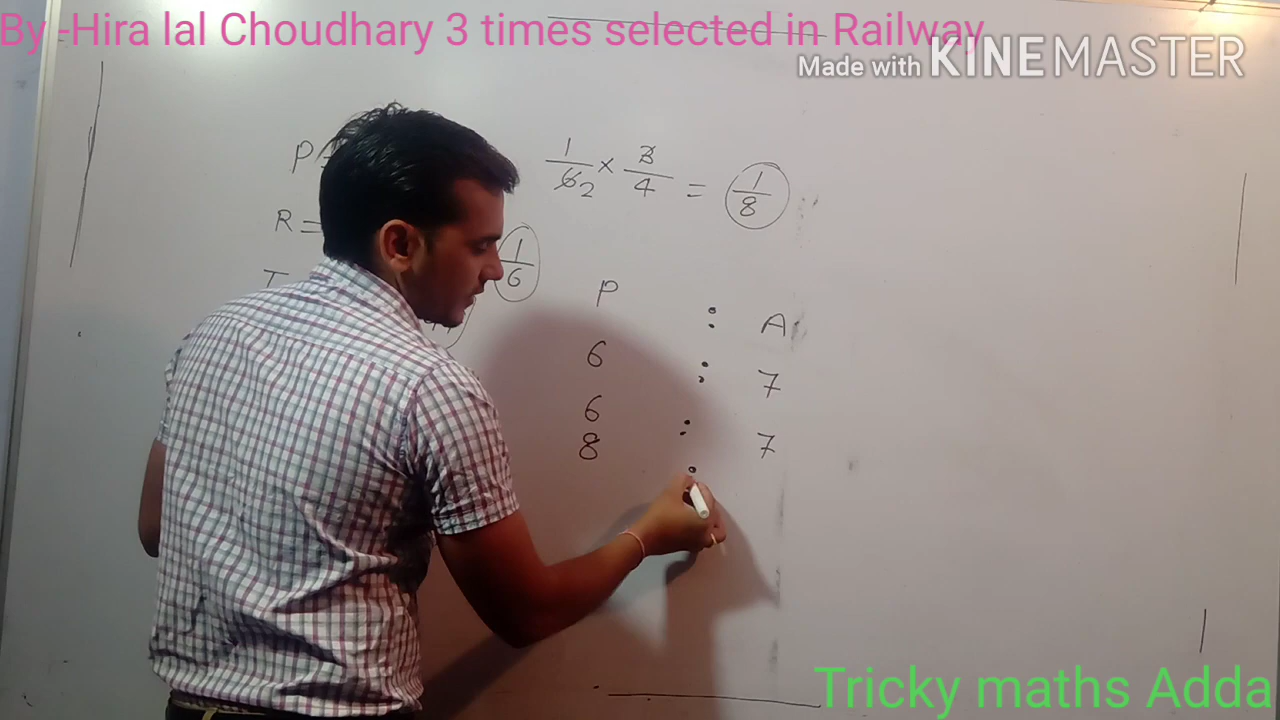 By -Hira lal Choudhary 3 times selected in Railway
Made with KINEMASTER
P
1/6 2 × 3/4 = 1/8
R =
1/6
T
P : A
6 : 7
6 : 7
8 :
Tricky maths Adda